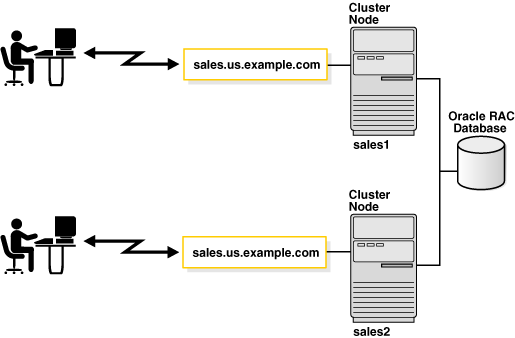 Cluster
Node
sales.us.example.com
sales1
Oracle RAC
Database
Cluster
Node
sales.us.example.com
sales2